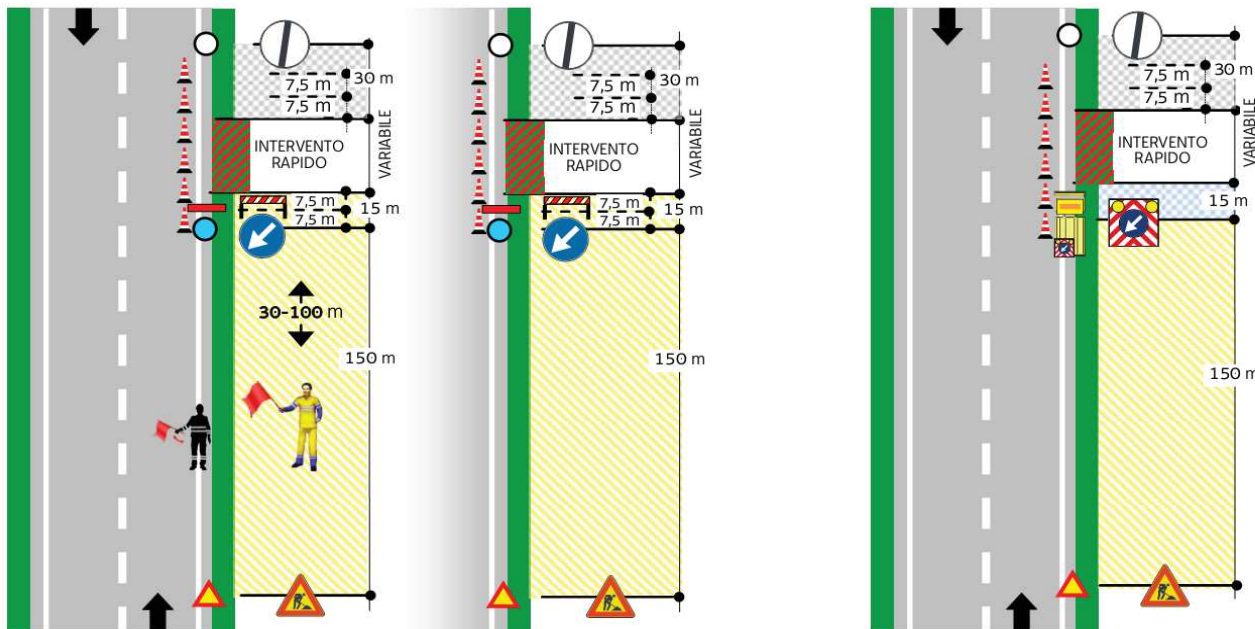 30 m
7,5 m
7,5 m
INTERVENTO
RAPIDO
VARIABILE
7,5 m
7,5 m
15 m
30-100 m
150 m
30 m
7,5 m
7,5 m
INTERVENTO
RAPIDO
VARIABILE
7,5 m
7,5 m
15 m
150 m
30 m
7,5 m
7,5 m
INTERVENTO
RAPIDO
VARIABILE
15 m
150 m